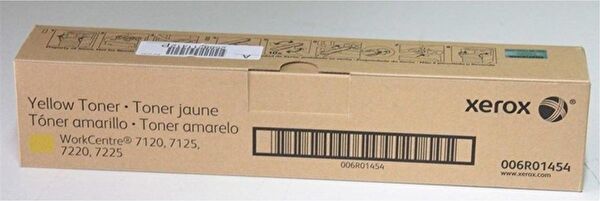 Yellow Toner • Toner jaune
Tóner amarillo • Toner amarelo
WorkCentre® 7120, 7125,
7220, 7225
006R01454
xerox
006R01454
www.xerox.com